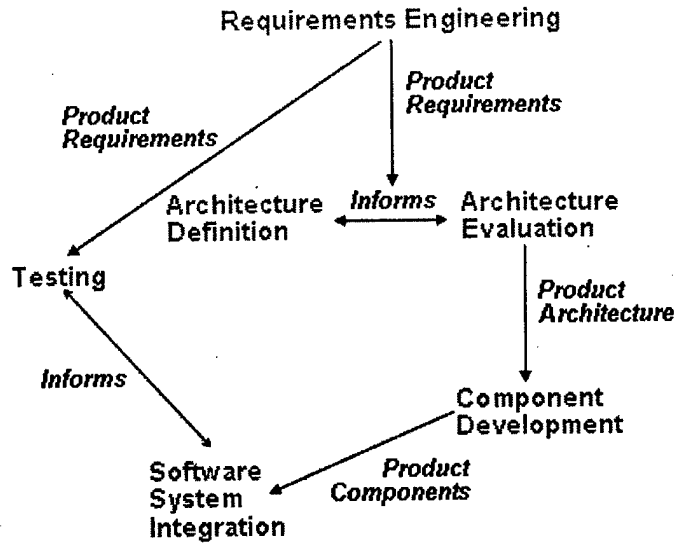 Requirements Engineering
Product
Requirements
Product
Requirements
Architecture
Definition
Informs
Architecture
Evaluation
Testing
Product
Architecture
Informs
Component
Development
Product
Components
Software
System
Integration